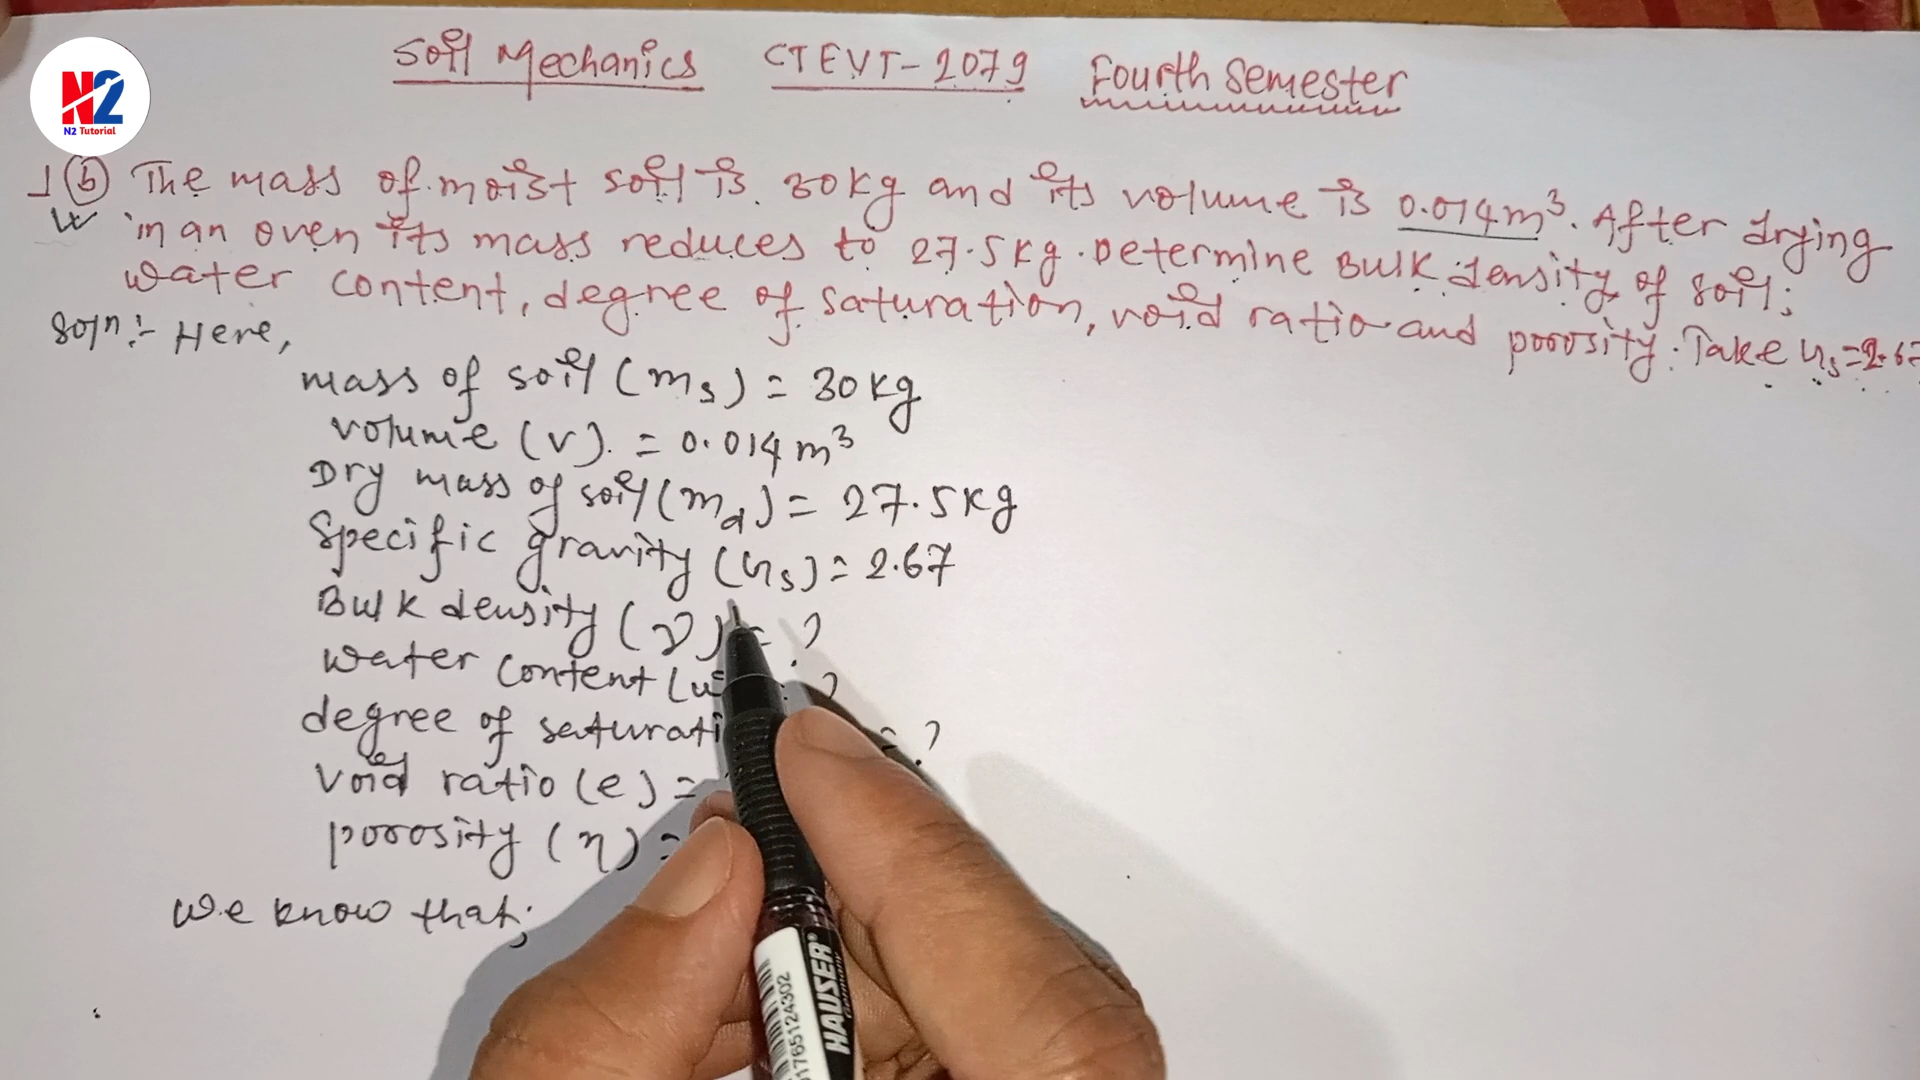 N2
N2 Tutorial
Soil Mechanics CTEVT-2079 Fourth Semester
1 (b) The mass of moist soil is 30kg and its volume is 0.014m³. After drying
in an oven its mass reduces to 27.5kg. Determine Bulk density of soil;
water content, degree of saturation, void ratio and porosity. Take Gs=2.67
Soln:- Here,
mass of soil (ms) = 30kg
volume (v). = 0.014 m³
Dry mass of soil (md) = 27.5kg
Specific gravity (Gs) = 2.67
Bulk density (γ) = ?
water content (w ?
degree of saturati = ?
void ratio (e) =
porosity (η) =
we know that;
HAUSER
Germany
6124302